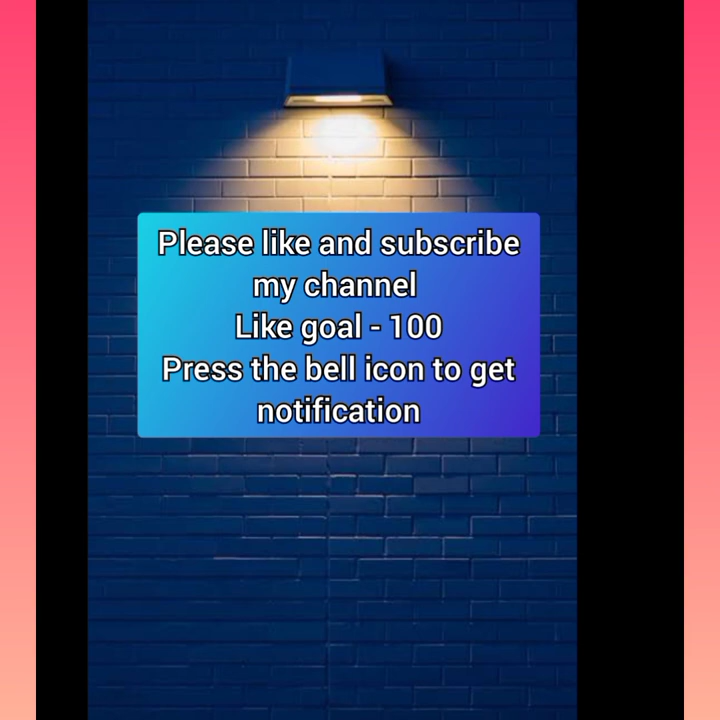 Please like and subscribe
my channel
Like goal - 100
Press the bell icon to get
notification